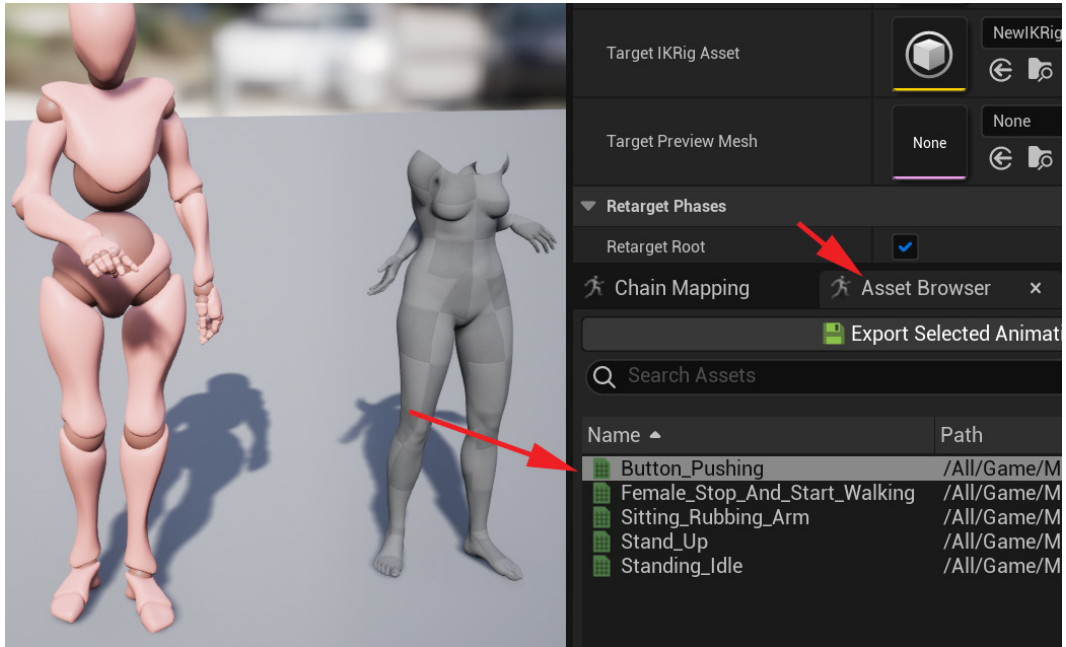 Target IKRig Asset
NewIKRig
Target Preview Mesh
None
None
Retarget Phases
Retarget Root
Chain Mapping
Asset Browser
Export Selected Animati
Search Assets
Name
Path
Button_Pushing
/All/Game/M
Female_Stop_And_Start_Walking
/All/Game/M
Sitting_Rubbing_Arm
/All/Game/M
Stand_Up
/All/Game/M
Standing_Idle
/All/Game/M